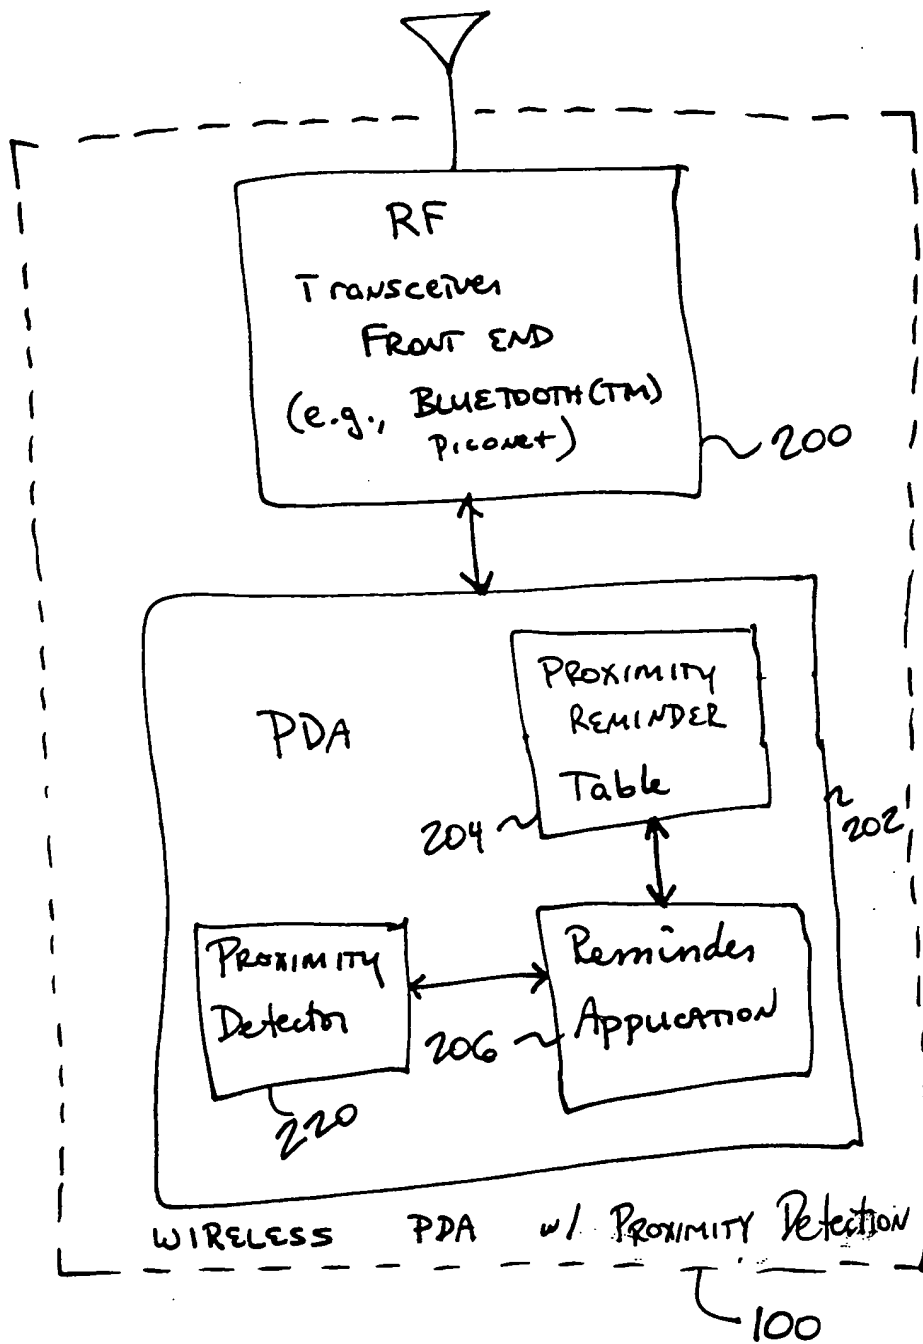 RF
Transceiver
FRONT END
(e.g., BLUETOOTH(TM)
Piconet)
200
PDA
PROXIMITY
REMINDER
Table
204
202
PROXIMITY
Detector
220
Reminder
APPLICATION
206
WIRELESS PDA w/ PROXIMITY Detection
100